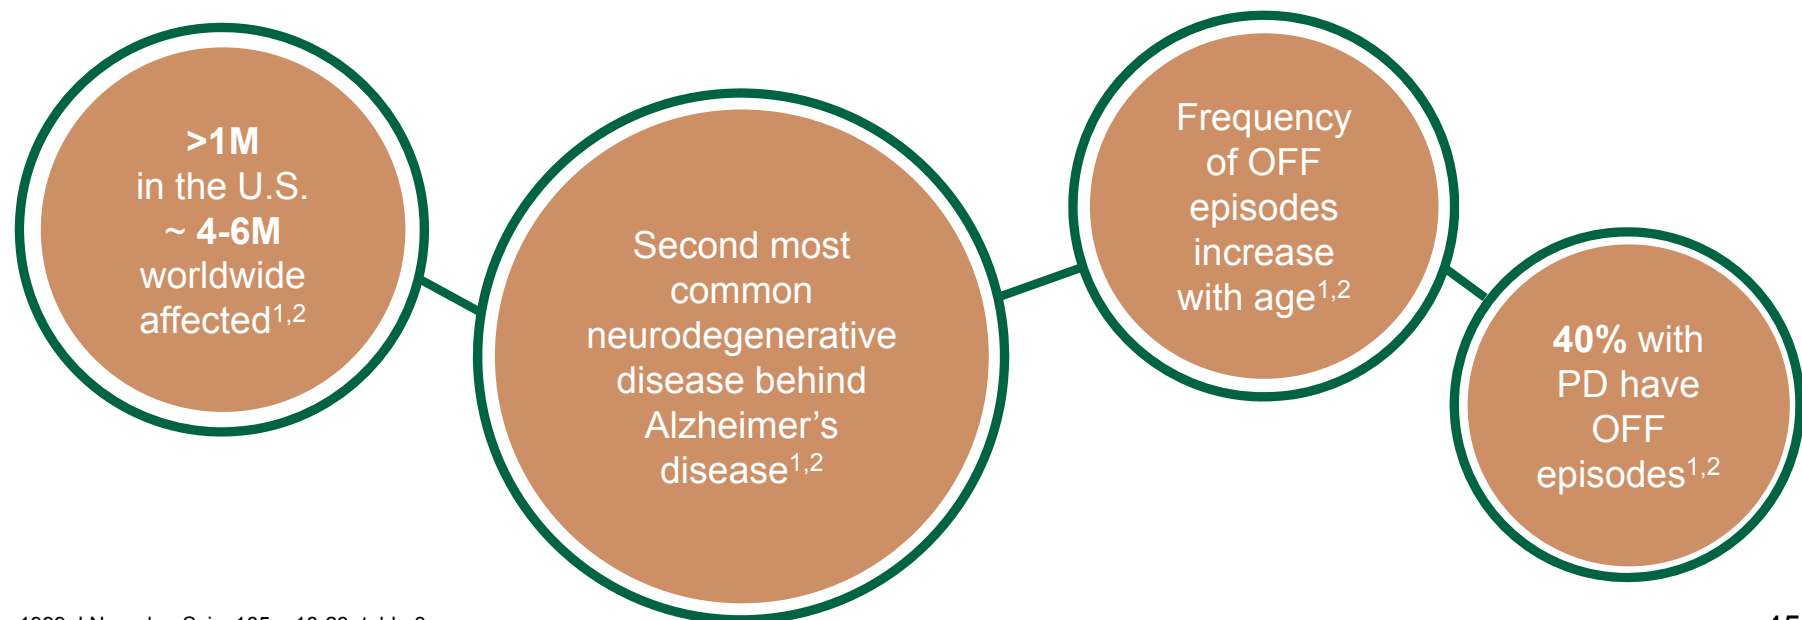 >1M
in the U.S.
~ 4-6M
worldwide
affected1,2
Second most
common
neurodegenerative
disease behind
Alzheimer’s
disease1,2
Frequency
of OFF
episodes
increase
with age1,2
40% with
PD have
OFF
episodes1,2